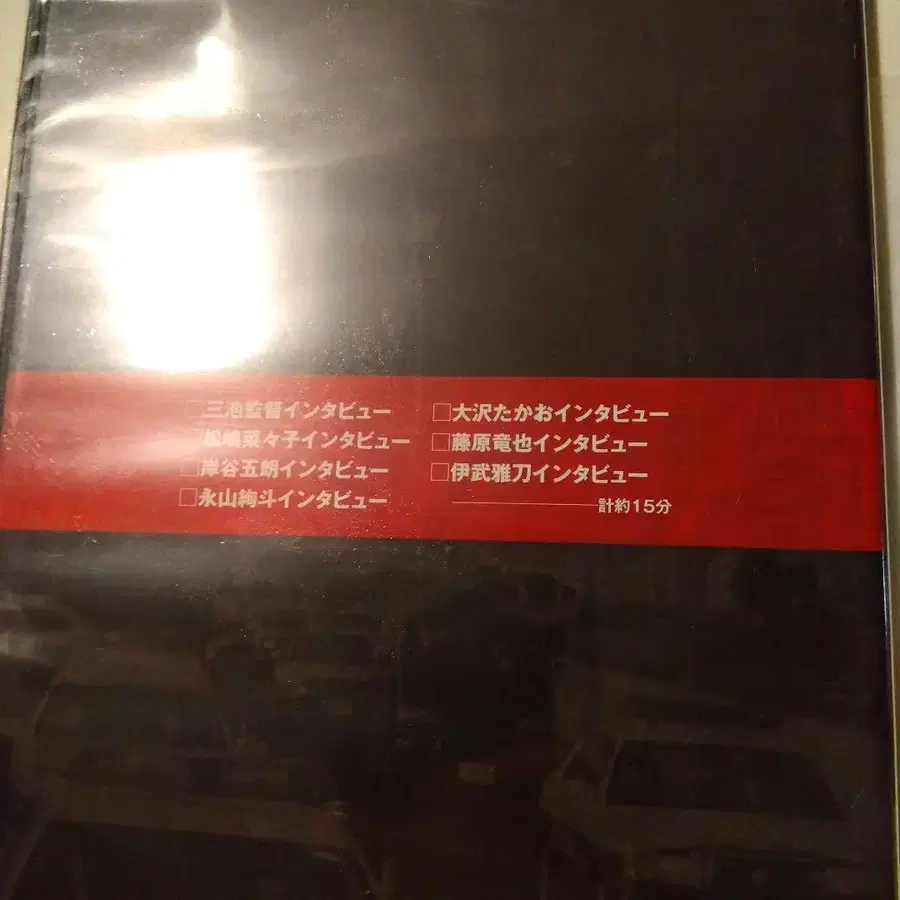 □三池監督インタビュー
□松嶋菜々子インタビュー
□岸谷五朗インタビュー
□永山絢斗インタビュー
□大沢たかおインタビュー
□藤原竜也インタビュー
□伊武雅刀インタビュー
計約15分